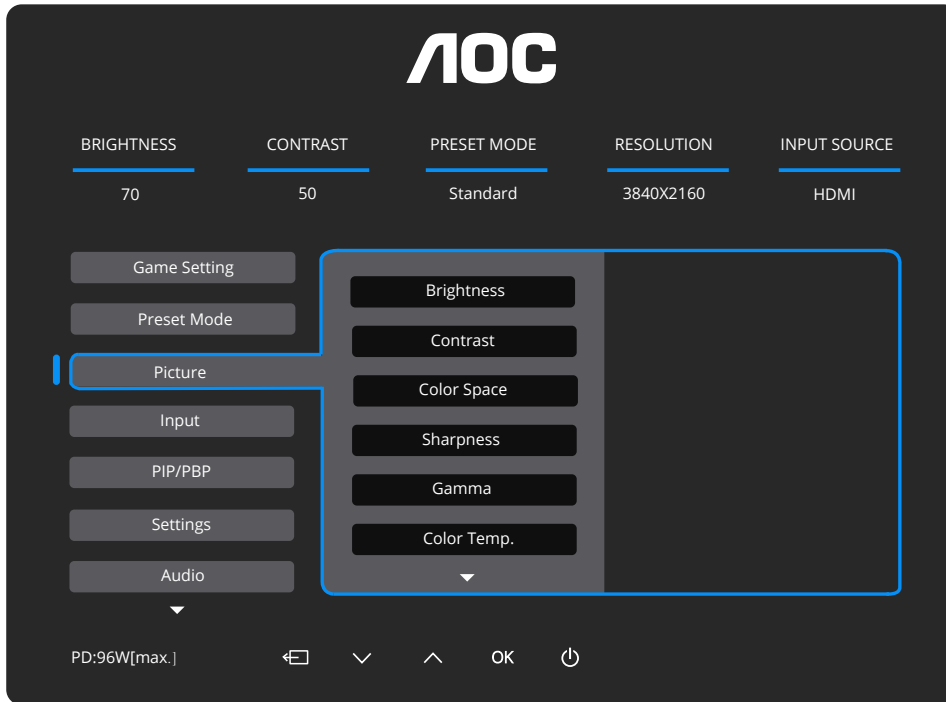 AOC
BRIGHTNESS CONTRAST PRESET MODE RESOLUTION INPUT SOURCE
70 50 Standard 3840X2160 HDMI
Game Setting
Preset Mode
Picture
Input
PIP/PBP
Settings
Audio
Brightness
Contrast
Color Space
Sharpness
Gamma
Color Temp.
PD:96W[max.]
OK